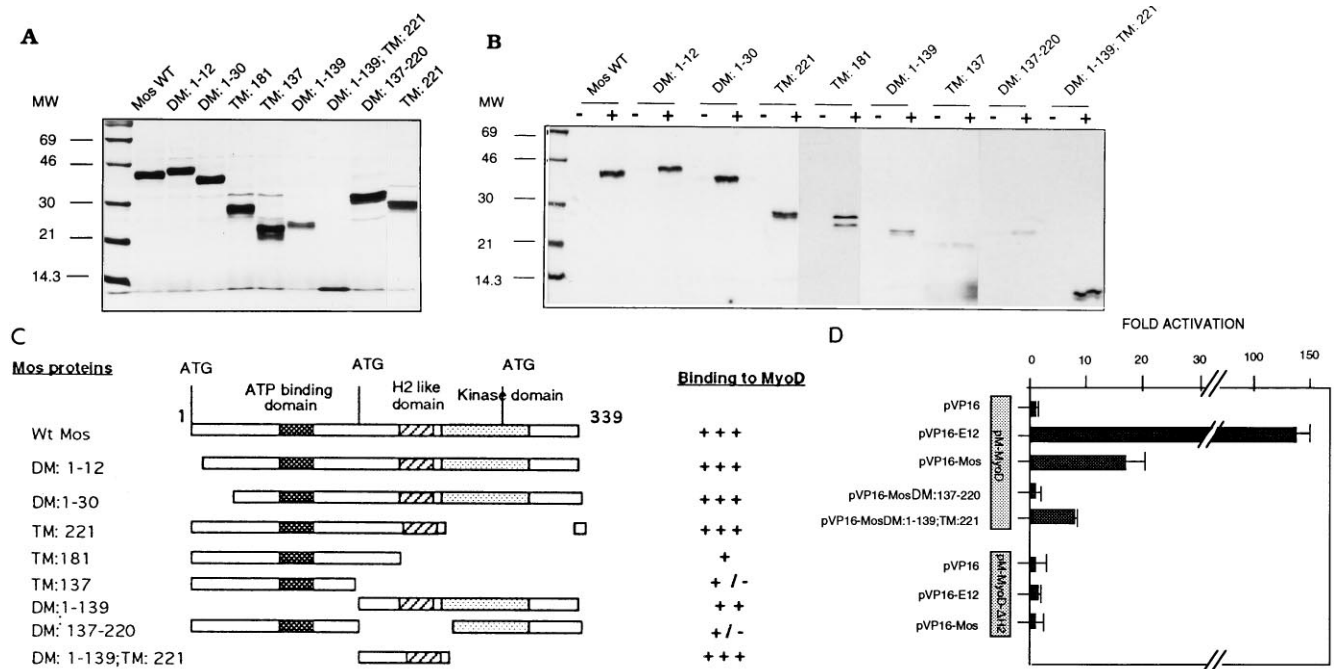 A
MW
Mos WT
DM: 1-12
DM: 1-30
TM: 181
TM: 137
DM: 1-139
DM: 1-139; TM: 221
DM: 137-220
TM: 221
69
46
30
21
14.3
B
MW
Mos WT
DM: 1-12
DM: 1-30
TM: 221
TM: 181
DM: 1-139
TM: 137
DM: 137-220
DM: 1-139; TM: 221
- + - + - + - + - + - + - + - + - +
69
46
30
21
14.3
C
Mos proteins
ATG ATG ATG
ATP binding domain
H2 like domain
Kinase domain
Binding to MyoD
1 339
Wt Mos + + +
DM: 1-12 + + +
DM:1-30 + + +
TM: 221 + + +
TM:181 +
TM:137 + / -
DM:1-139 + +
DM: 137-220 + / -
DM: 1-139;TM: 221 + + +
D
FOLD ACTIVATION
0 10 20 30 100 150
pVP16
pVP16-E12
pVP16-Mos
pVP16-MosDM:137-220
pVP16-MosDM:1-139;TM:221
pM-MyoD
pVP16
pVP16-E12
pVP16-Mos
pM-MyoD-ΔH2